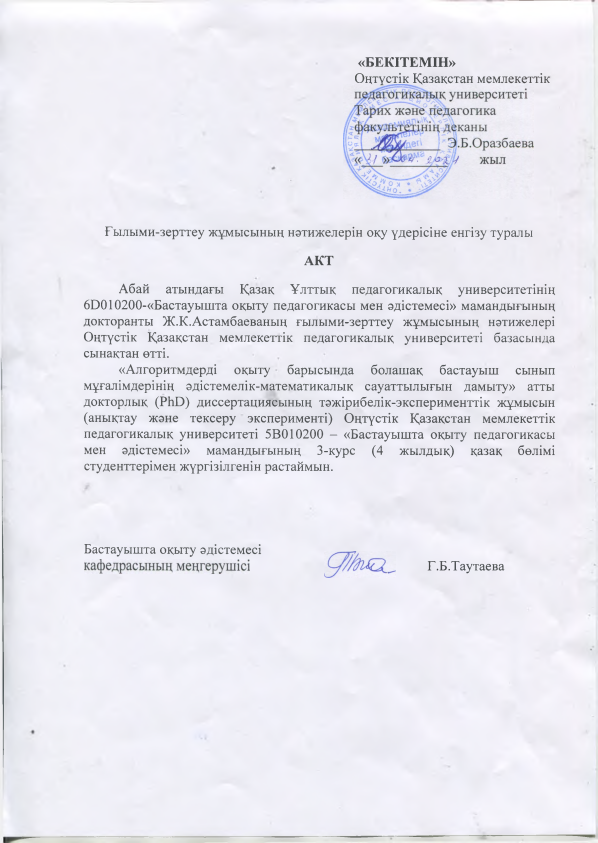 «БЕКІТЕМІН»
Оңтүстік Қазақстан мемлекеттік
педагогикалық университеті
Тарих және педагогика
факультетінің деканы
Э.Б.Оразбаева
« » жыл
Ғылыми-зерттеу жұмысының нәтижелерін оқу үдерісіне енгізу туралы
АКТ
Абай атындағы Қазақ Ұлттық педагогикалық университетінің
6D010200-«Бастауышта оқыту педагогикасы мен әдістемесі» мамандығының
докторанты Ж.К.Астамбаеваның ғылыми-зерттеу жұмысының нәтижелері
Оңтүстік Қазақстан мемлекеттік педагогикалық университеті базасында
сынақтан өтті.
«Алгоритмдерді оқыту барысында болашақ бастауыш сынып
мұғалімдерінің әдістемелік-математикалық сауаттылығын дамыту» атты
докторлық (PhD) диссертациясының тәжірибелік-эксперименттік жұмысын
(анықтау және тексеру эксперименті) Оңтүстік Қазақстан мемлекеттік
педагогикалық университеті 5В010200 – «Бастауышта оқыту педагогикасы
мен әдістемесі» мамандығының 3-курс (4 жылдық) қазақ бөлімі
студенттерімен жүргізілгенін растаймын.
Бастауышта оқыту әдістемесі
кафедрасының меңгерушісі Г.Б.Таутаева